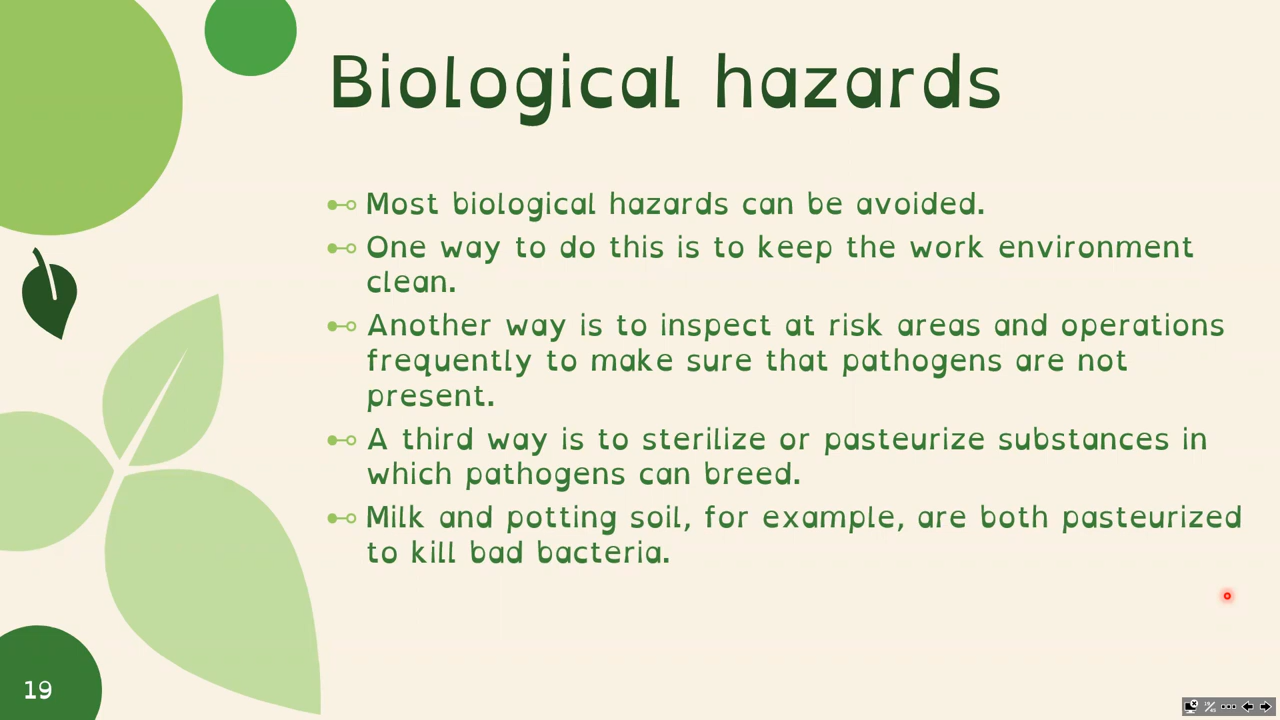 Biological hazards
Most biological hazards can be avoided.
One way to do this is to keep the work environment
clean.
Another way is to inspect at risk areas and operations
frequently to make sure that pathogens are not
present.
A third way is to sterilize or pasteurize substances in
which pathogens can breed.
Milk and potting soil, for example, are both pasteurized
to kill bad bacteria.
19